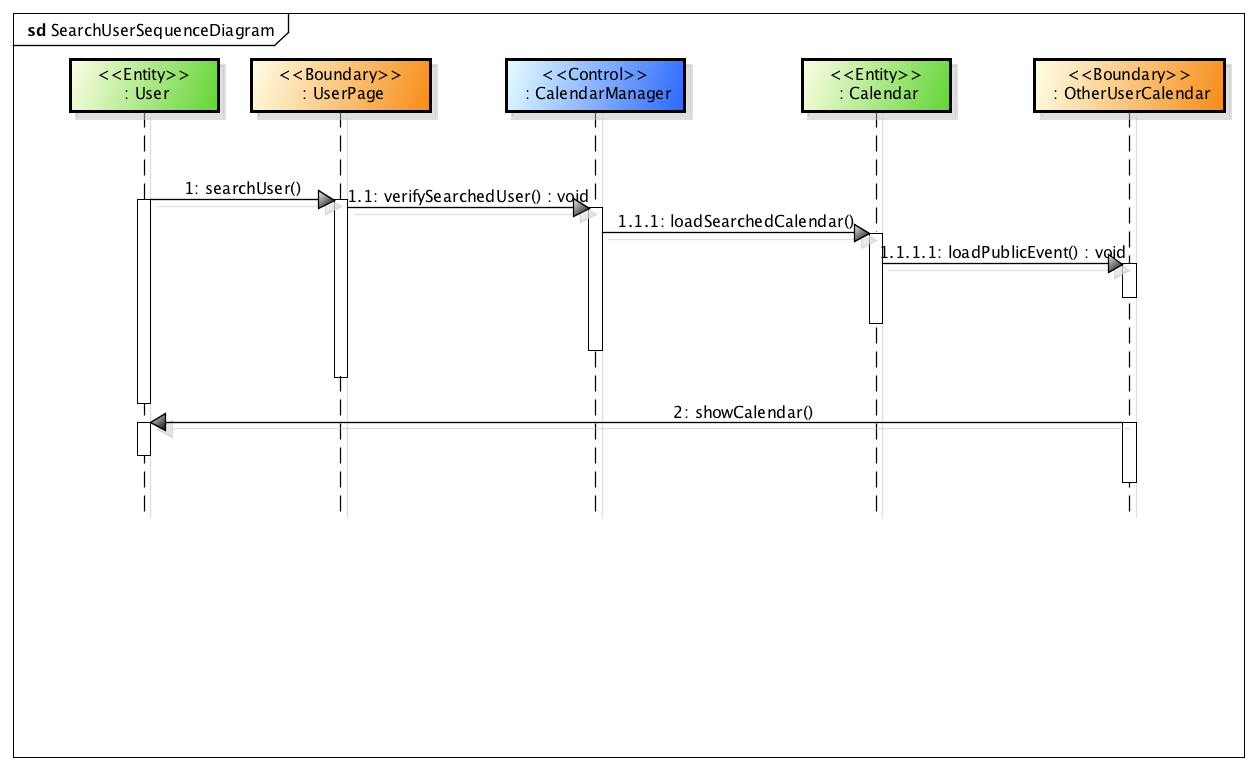 sd SearchUserSequenceDiagram
<<Entity>>
: User
<<Boundary>>
: UserPage
<<Control>>
: CalendarManager
<<Entity>>
: Calendar
<<Boundary>>
: OtherUserCalendar
1: searchUser()
1.1: verifySearchedUser() : void
1.1.1: loadSearchedCalendar()
1.1.1.1: loadPublicEvent() : void
2: showCalendar()